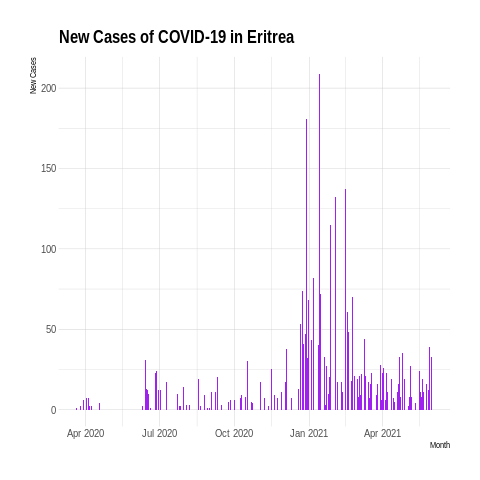 New Cases of COVID-19 in Eritrea
New Cases
200
150
100
50
0
Apr 2020 Jul 2020 Oct 2020 Jan 2021 Apr 2021
Month